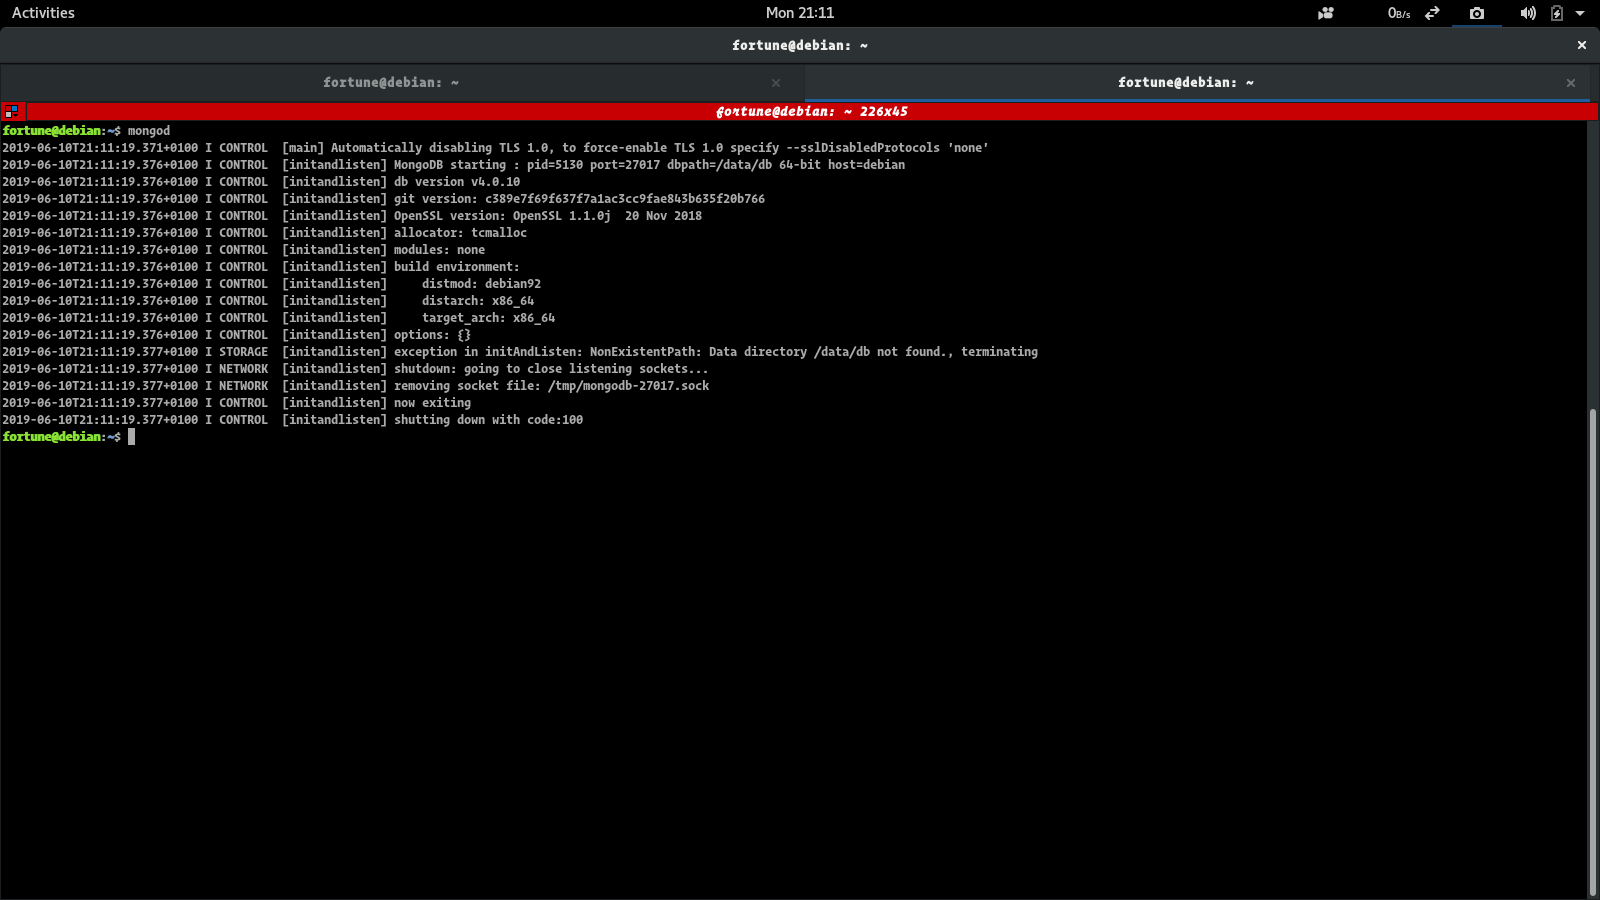 Activities
Mon 21:11
0B/s
fortune@debian: ~
fortune@debian: ~
fortune@debian: ~
fortune@debian: ~ 226x45
fortune@debian:~$ mongod
2019-06-10T21:11:19.371+0100 I CONTROL  [main] Automatically disabling TLS 1.0, to force-enable TLS 1.0 specify --sslDisabledProtocols 'none'
2019-06-10T21:11:19.376+0100 I CONTROL  [initandlisten] MongoDB starting : pid=5130 port=27017 dbpath=/data/db 64-bit host=debian
2019-06-10T21:11:19.376+0100 I CONTROL  [initandlisten] db version v4.0.10
2019-06-10T21:11:19.376+0100 I CONTROL  [initandlisten] git version: c389e7f69f637f7a1ac3cc9fae843b635f20b766
2019-06-10T21:11:19.376+0100 I CONTROL  [initandlisten] OpenSSL version: OpenSSL 1.1.0j  20 Nov 2018
2019-06-10T21:11:19.376+0100 I CONTROL  [initandlisten] allocator: tcmalloc
2019-06-10T21:11:19.376+0100 I CONTROL  [initandlisten] modules: none
2019-06-10T21:11:19.376+0100 I CONTROL  [initandlisten] build environment:
2019-06-10T21:11:19.376+0100 I CONTROL  [initandlisten]     distmod: debian92
2019-06-10T21:11:19.376+0100 I CONTROL  [initandlisten]     distarch: x86_64
2019-06-10T21:11:19.376+0100 I CONTROL  [initandlisten]     target_arch: x86_64
2019-06-10T21:11:19.376+0100 I CONTROL  [initandlisten] options: {}
2019-06-10T21:11:19.377+0100 I STORAGE  [initandlisten] exception in initAndListen: NonExistentPath: Data directory /data/db not found., terminating
2019-06-10T21:11:19.377+0100 I NETWORK  [initandlisten] shutdown: going to close listening sockets...
2019-06-10T21:11:19.377+0100 I NETWORK  [initandlisten] removing socket file: /tmp/mongodb-27017.sock
2019-06-10T21:11:19.377+0100 I CONTROL  [initandlisten] now exiting
2019-06-10T21:11:19.377+0100 I CONTROL  [initandlisten] shutting down with code:100
fortune@debian:~$